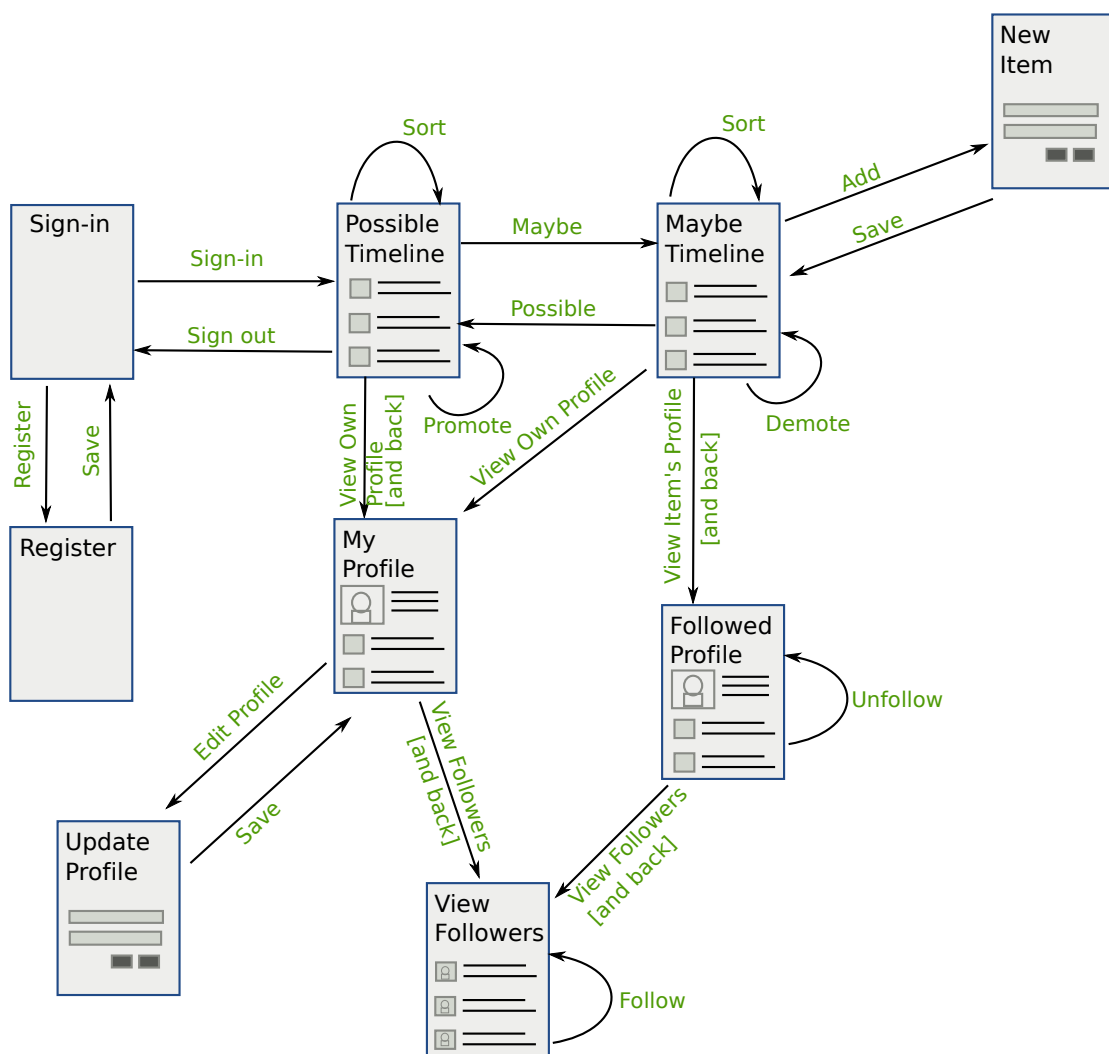 New
Item
Sort
Sort
Add
Sign-in
Possible
Timeline
Maybe
Timeline
Maybe
Save
Sign-in
Possible
Sign out
Register
Save
View Own
Profile
[and back]
Promote
View Own Profile
Demote
View Item's Profile
[and back]
Register
My
Profile
Followed
Profile
Unfollow
Edit Profile
Save
View Followers
[and back]
View Followers
[and back]
Update
Profile
View
Followers
Follow